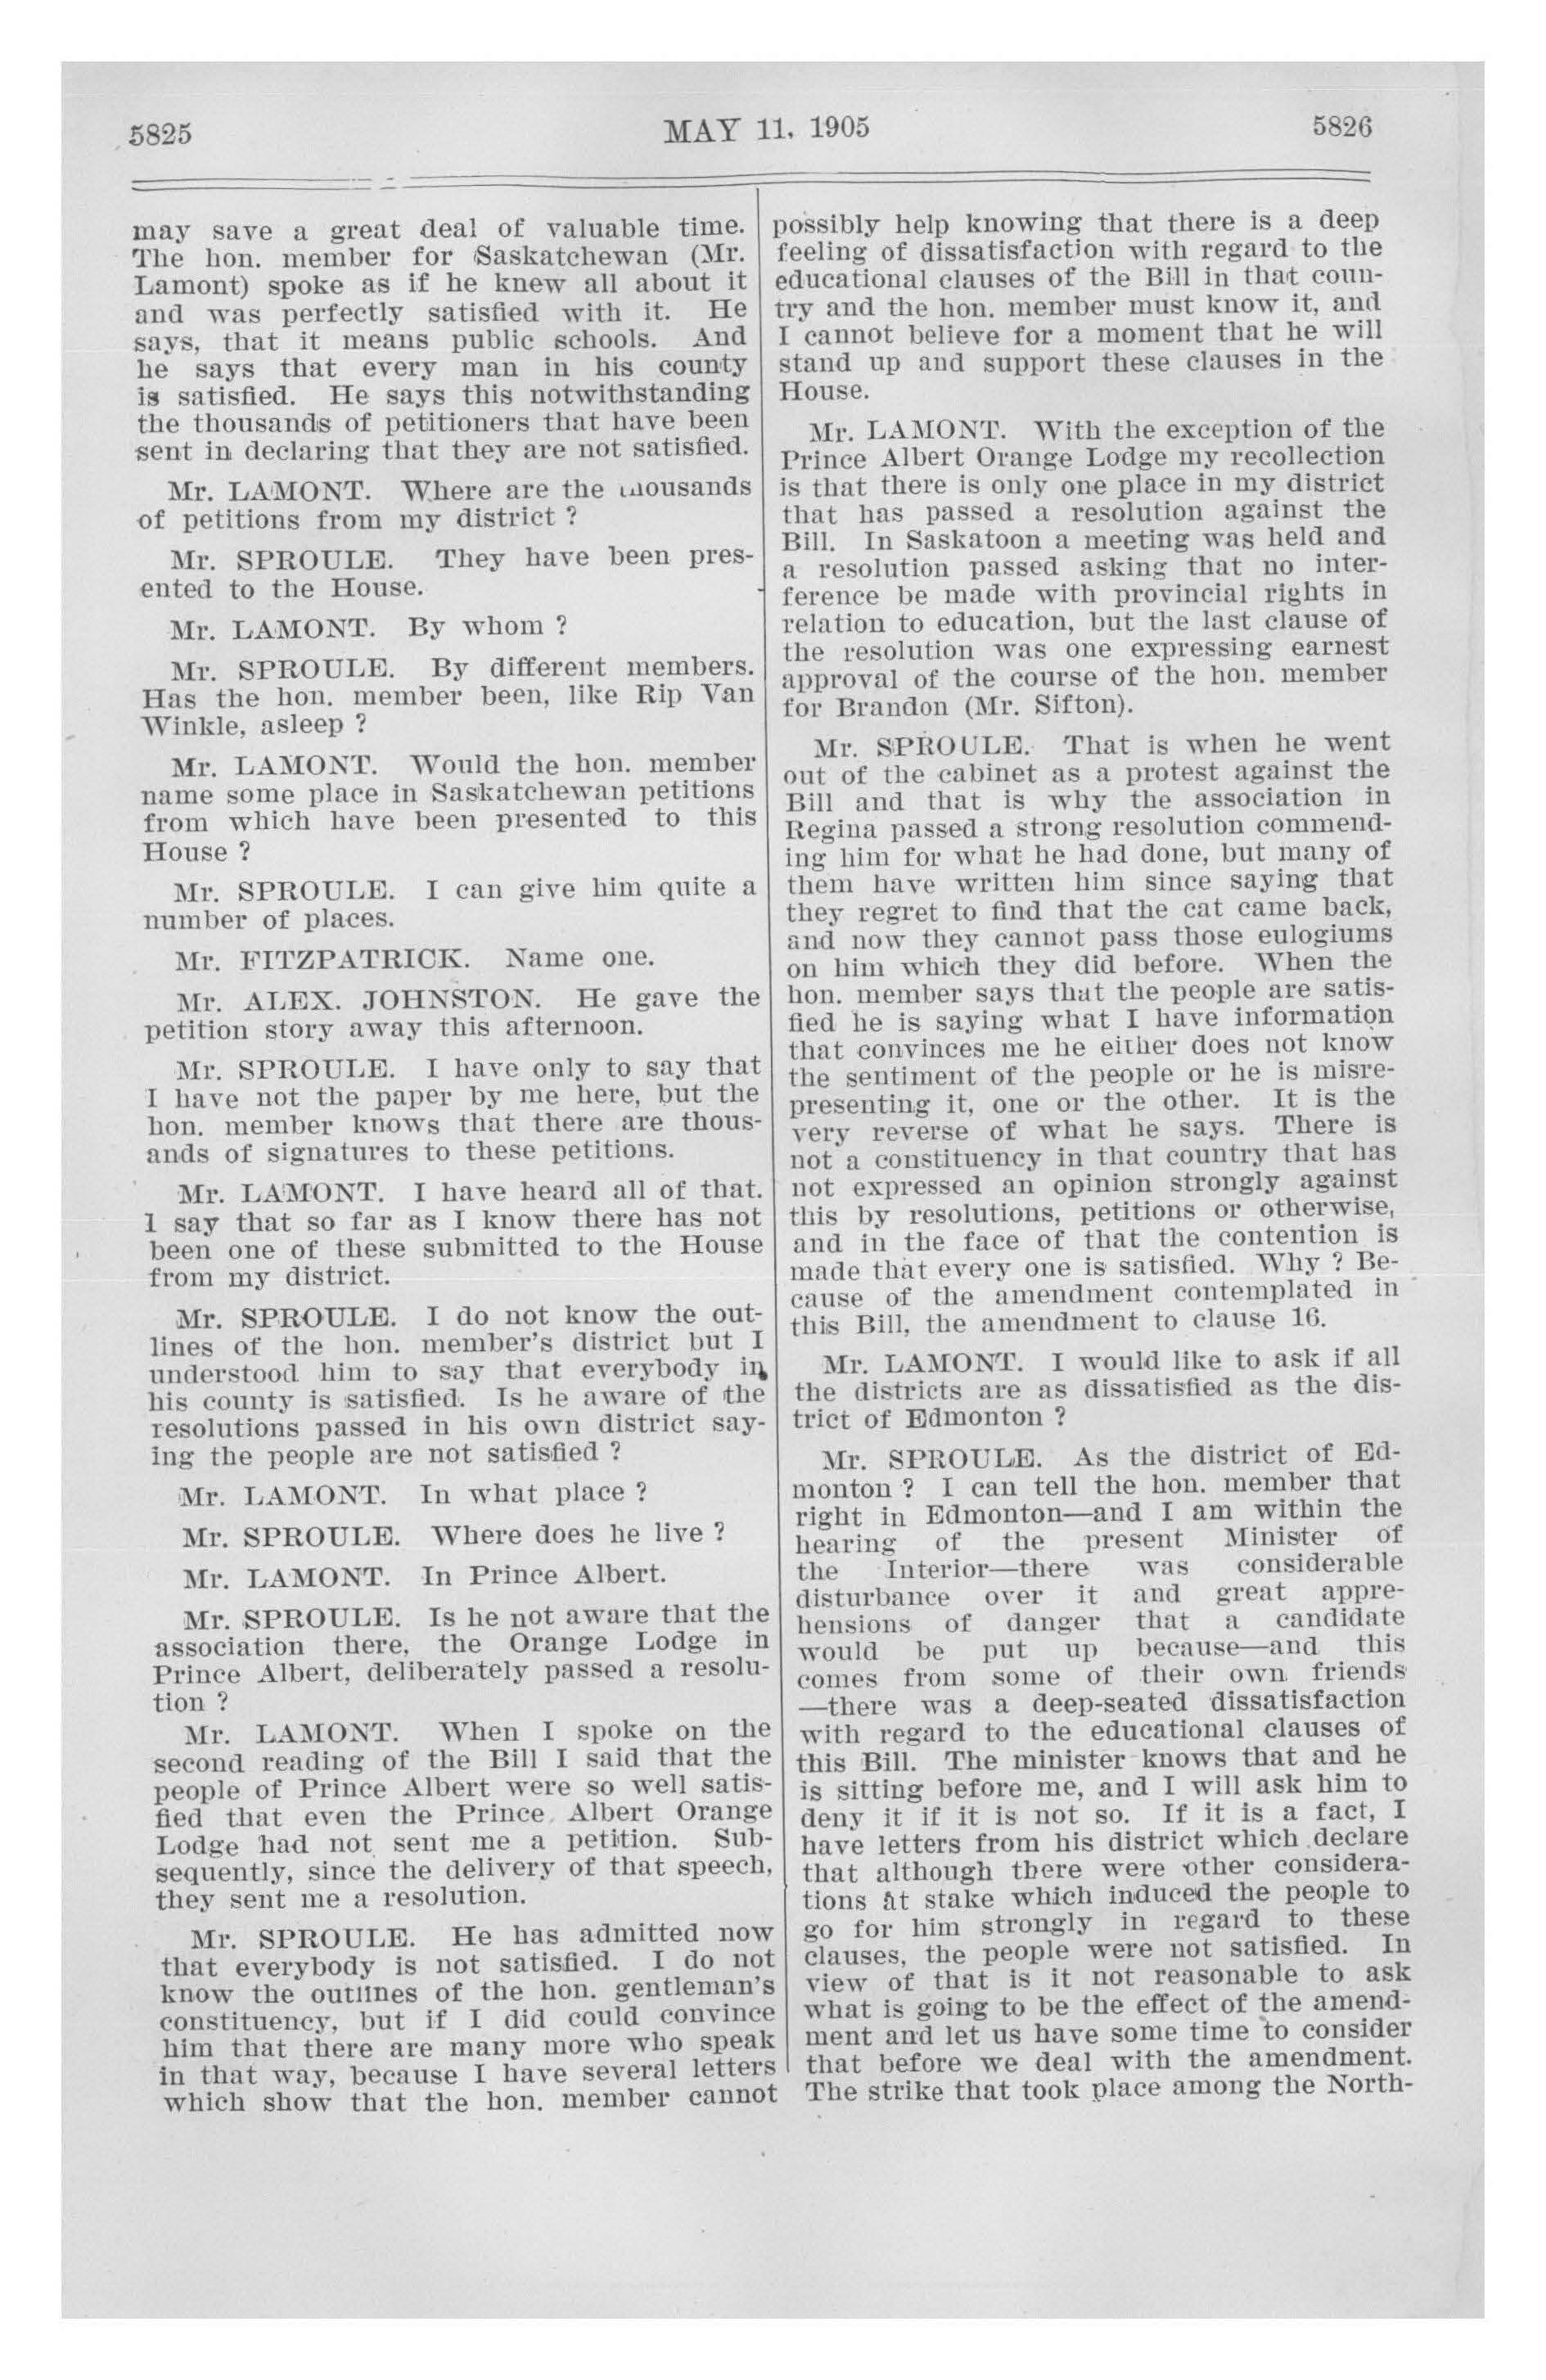 5825
MAY 11, 1905
5826
may save a great deal of valuable time.
The hon. member for Saskatchewan (Mr.
Lamont) spoke as if he knew all about it
and was perfectly satisfied with it. He
says, that it means public schools. And
he says that every man in his county
is satisfied. He says this notwithstanding
the thousands of petitioners that have been
sent in declaring that they are not satisfied.
Mr. LAMONT. Where are the thousands
of petitions from my district ?
Mr. SPROULE. They have been pres-
ented to the House.
Mr. LAMONT. By whom ?
Mr. SPROULE. By different members.
Has the hon. member been, like Rip Van
Winkle, asleep ?
Mr. LAMONT. Would the hon. member
name some place in Saskatchewan petitions
from which have been presented to this
House ?
Mr. SPROULE. I can give him quite a
number of places.
Mr. FITZPATRICK. Name one.
Mr. ALEX. JOHNSTON. He gave the
petition story away this afternoon.
Mr. SPROULE. I have only to say that
I have not the paper by me here, but the
hon. member knows that there are thous-
ands of signatures to these petitions.
Mr. LAMONT. I have heard all of that.
I say that so far as I know there has not
been one of these submitted to the House
from my district.
Mr. SPROULE. I do not know the out-
lines of the hon. member's district but I
understood him to say that everybody in
his county is satisfied. Is he aware of the
resolutions passed in his own district say-
ing the people are not satisfied ?
Mr. LAMONT. In what place ?
Mr. SPROULE. Where does he live ?
Mr. LAMONT. In Prince Albert.
Mr. SPROULE. Is he not aware that the
association there, the Orange Lodge in
Prince Albert, deliberately passed a resolu-
tion ?
Mr. LAMONT. When I spoke on the
second reading of the Bill I said that the
people of Prince Albert were so well satis-
fied that even the Prince Albert Orange
Lodge had not sent me a petition. Sub-
sequently, since the delivery of that speech,
they sent me a resolution.
Mr. SPROULE. He has admitted now
that everybody is not satisfied. I do not
know the outlines of the hon. gentleman's
constituency, but if I did could convince
him that there are many more who speak
in that way, because I have several letters
which show that the hon. member cannot
possibly help knowing that there is a deep
feeling of dissatisfaction with regard to the
educational clauses of the Bill in that coun-
try and the hon. member must know it, and
I cannot believe for a moment that he will
stand up and support these clauses in the
House.
Mr. LAMONT. With the exception of the
Prince Albert Orange Lodge my recollection
is that there is only one place in my district
that has passed a resolution against the
Bill. In Saskatoon a meeting was held and
a resolution passed asking that no inter-
ference be made with provincial rights in
relation to education, but the last clause of
the resolution was one expressing earnest
approval of the course of the hon. member
for Brandon (Mr. Sifton).
Mr. SPROULE. That is when he went
out of the cabinet as a protest against the
Bill and that is why the association in
Regina passed a strong resolution commend-
ing him for what he had done, but many of
them have written him since saying that
they regret to find that the cat came back,
and now they cannot pass those eulogiums
on him which they did before. When the
hon. member says that the people are satis-
fied he is saying what I have information
that convinces me he either does not know
the sentiment of the people or he is misre-
presenting it, one or the other. It is the
very reverse of what he says. There is
not a constituency in that country that has
not expressed an opinion strongly against
this by resolutions, petitions or otherwise,
and in the face of that the contention is
made that every one is satisfied. Why ? Be-
cause of the amendment contemplated in
this Bill, the amendment to clause 16.
Mr. LAMONT. I would like to ask if all
the districts are as dissatisfied as the dis-
trict of Edmonton ?
Mr. SPROULE. As the district of Ed-
monton ? I can tell the hon. member that
right in Edmonton—and I am within the
hearing of the present Minister of
the Interior—there was considerable
disturbance over it and great appre-
hensions of danger that a candidate
would be put up because—and this
comes from some of their own friends
—there was a deep-seated dissatisfaction
with regard to the educational clauses of
this Bill. The minister knows that and he
is sitting before me, and I will ask him to
deny it if it is not so. If it is a fact, I
have letters from his district which declare
that although there were other considera-
tions at stake which induced the people to
go for him strongly in regard to these
clauses, the people were not satisfied. In
view of that is it not reasonable to ask
what is going to be the effect of the amend-
ment and let us have some time to consider
that before we deal with the amendment.
The strike that took place among the North-